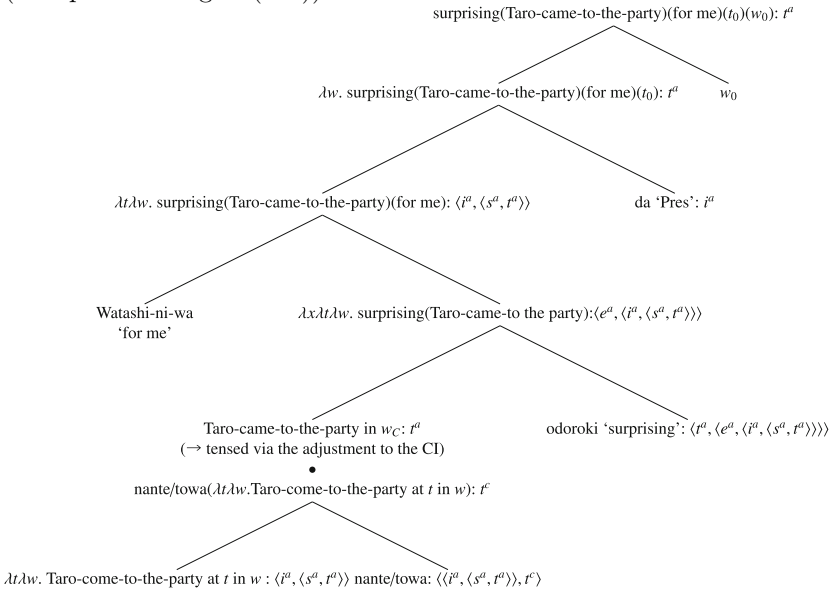 surprising(Taro-came-to-the-party)(for me)(t₀)(w₀): tᵃ
λw. surprising(Taro-came-to-the-party)(for me)(t₀): tᵃ
w₀
λtλw. surprising(Taro-came-to-the-party)(for me): ⟨iᵃ, ⟨sᵃ, tᵃ⟩⟩
da ‘Pres’: iᵃ
Watashi-ni-wa
‘for me’
λxλtλw. surprising(Taro-came-to the party):⟨eᵃ, ⟨iᵃ, ⟨sᵃ, tᵃ⟩⟩⟩
Taro-came-to-the-party in w_C: tᵃ
(→ tensed via the adjustment to the CI)
odoroki ‘surprising’: ⟨tᵃ, ⟨eᵃ, ⟨iᵃ, ⟨sᵃ, tᵃ⟩⟩⟩⟩
•
nante/towa(λtλw.Taro-come-to-the-party at t in w): tᶜ
λtλw. Taro-come-to-the-party at t in w : ⟨iᵃ, ⟨sᵃ, tᵃ⟩⟩ nante/towa: ⟨⟨iᵃ, ⟨sᵃ, tᵃ⟩⟩, tᶜ⟩